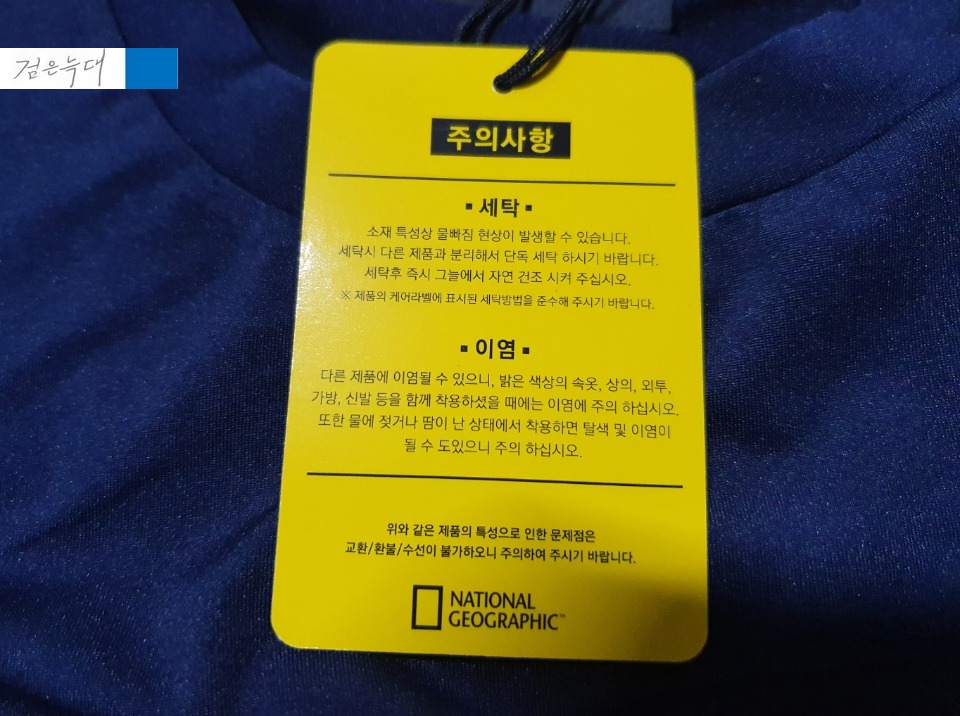 검은늑대
주의사항
▪ 세탁 ▪
소재 특성상 물빠짐 현상이 발생할 수 있습니다.
세탁시 다른 제품과 분리해서 단독 세탁 하시기 바랍니다.
세탁후 즉시 그늘에서 자연 건조 시켜 주십시오.
※ 제품의 케어라벨에 표시된 세탁방법을 준수해 주시기 바랍니다.
▪ 이염 ▪
다른 제품에 이염될 수 있으니, 밝은 색상의 속옷, 상의, 외투,
가방, 신발 등을 함께 착용하셨을 때에는 이염에 주의 하십시오.
또한 물에 젖거나 땀이 난 상태에서 착용하면 탈색 및 이염이
될 수 도있으니 주의 하십시오.
위와 같은 제품의 특성으로 인한 문제점은
교환/환불/수선이 불가하오니 주의하여 주시기 바랍니다.
NATIONAL
GEOGRAPHIC™